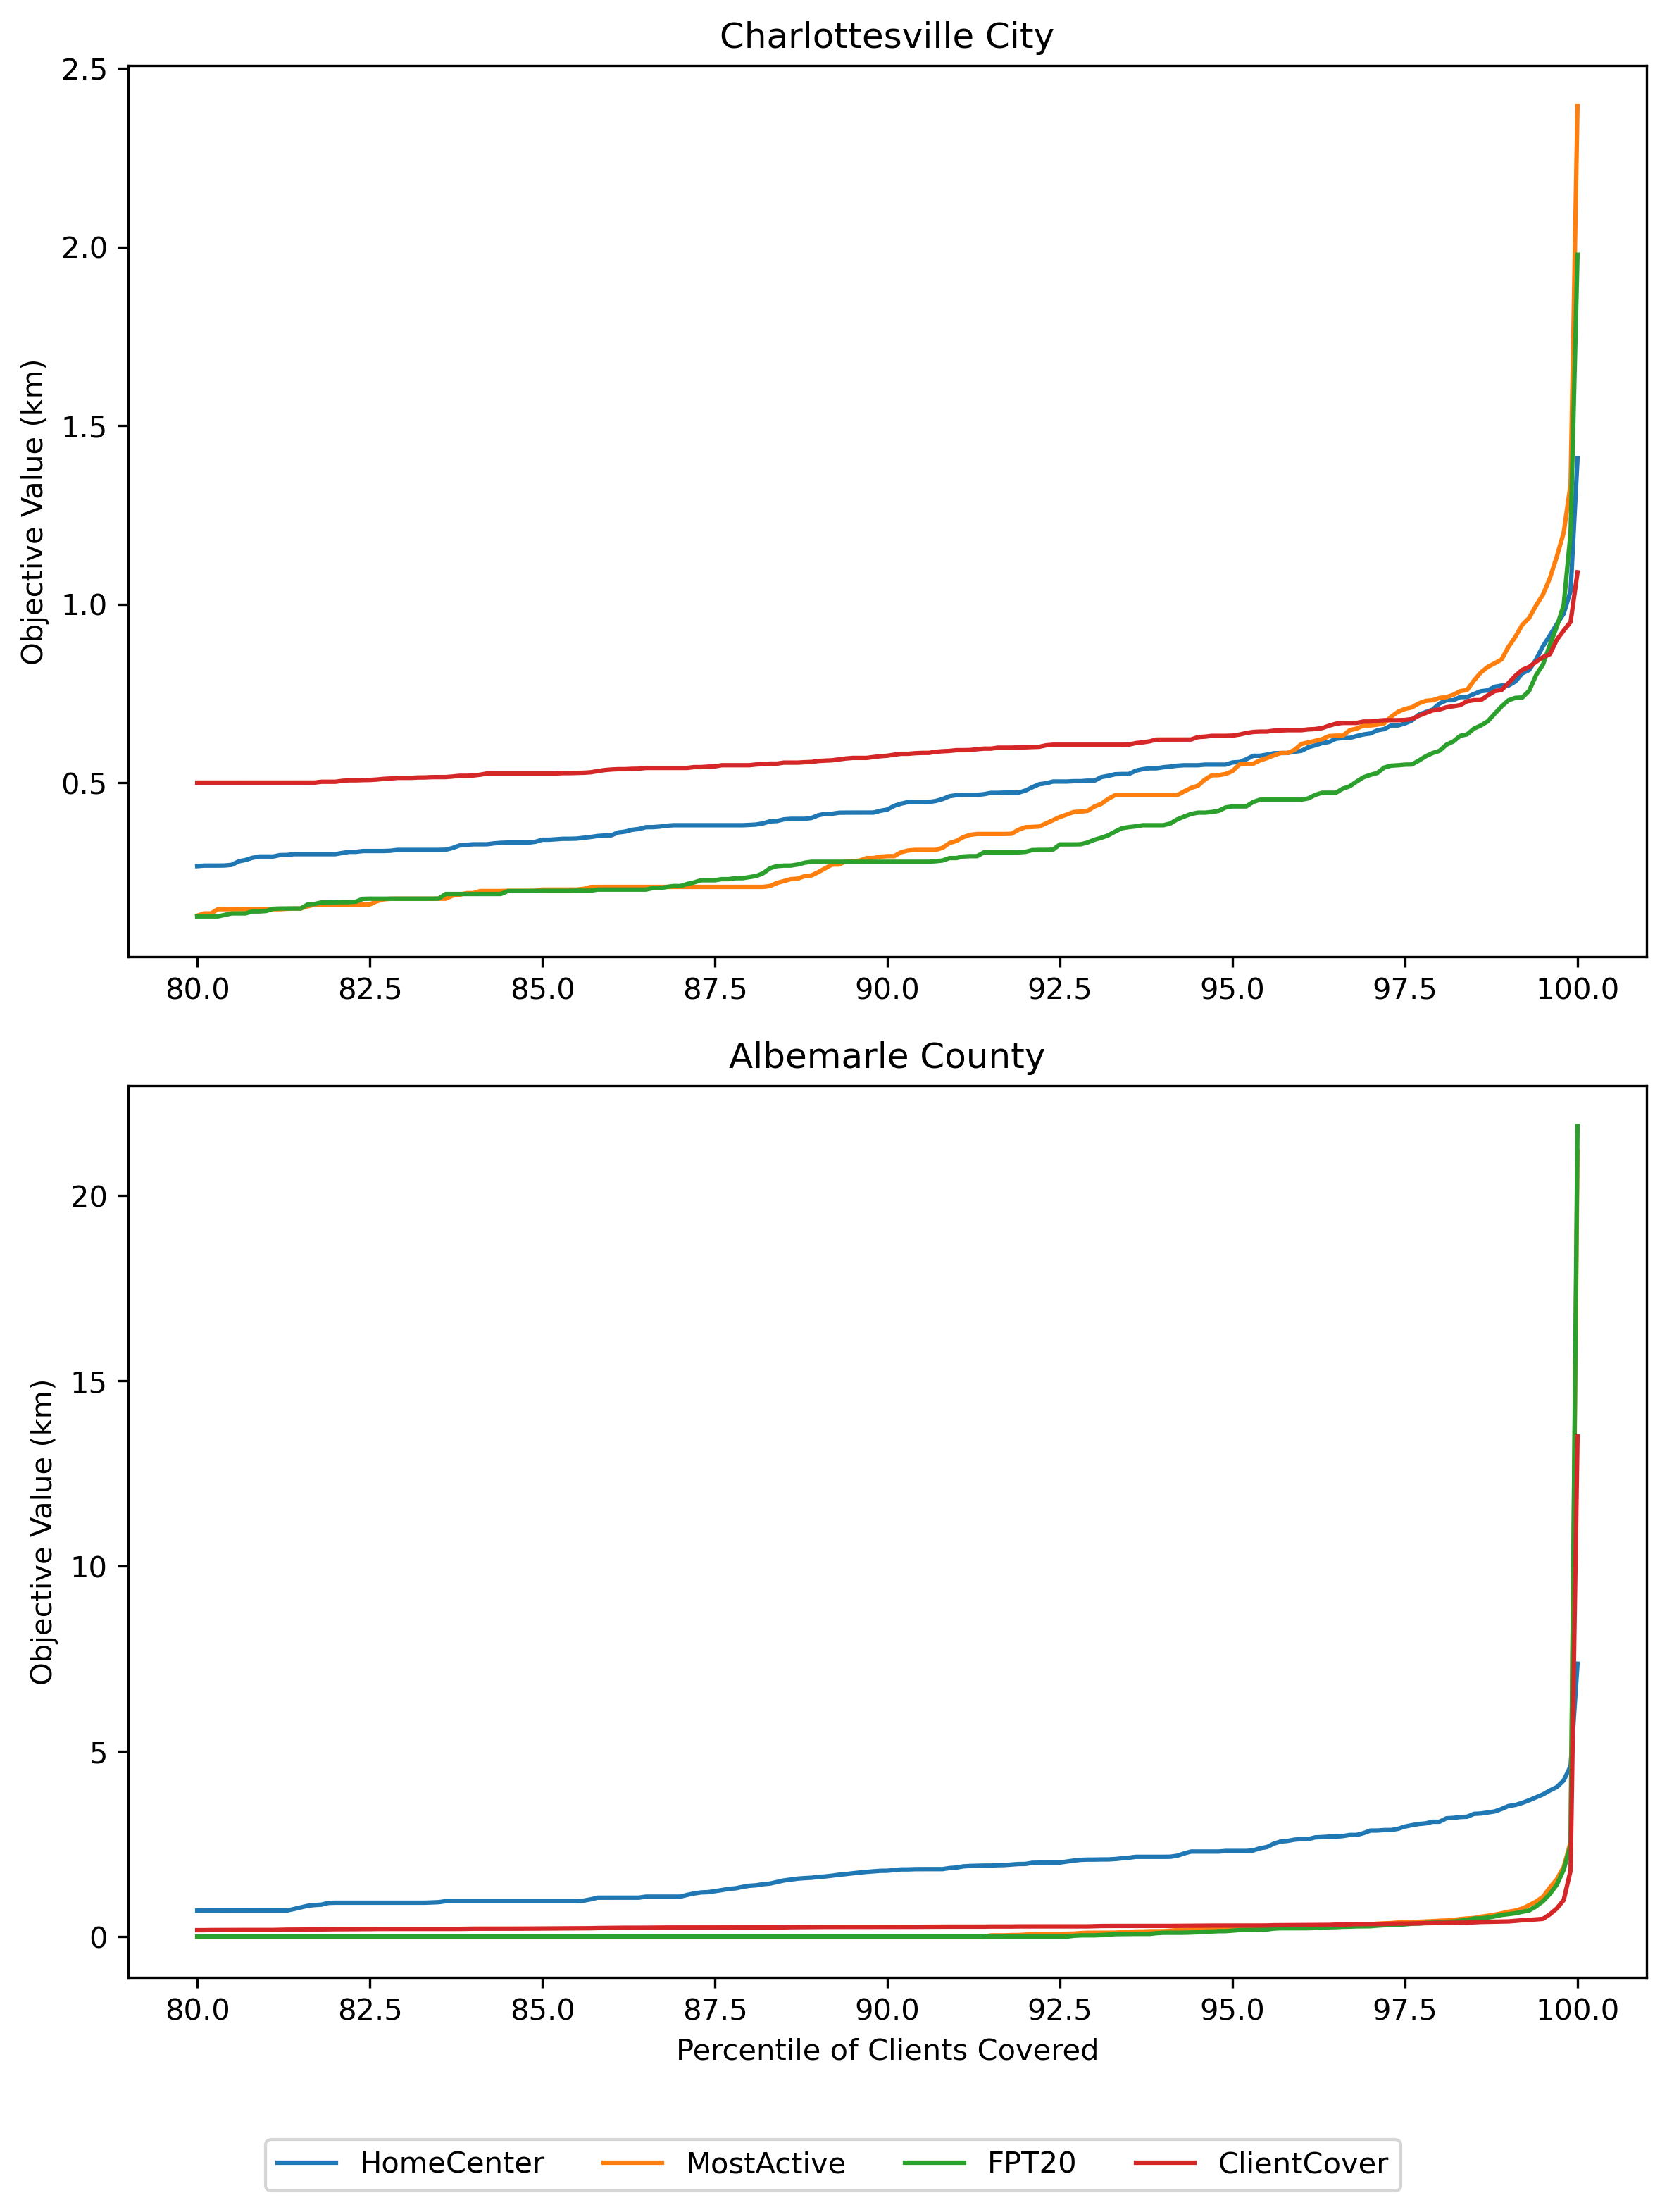 Charlottesville City
2.5
2.0
1.5
1.0
0.5
Objective Value (km)
80.0 82.5 85.0 87.5 90.0 92.5 95.0 97.5 100.0
Albemarle County
20
15
10
5
0
Objective Value (km)
80.0 82.5 85.0 87.5 90.0 92.5 95.0 97.5 100.0
Percentile of Clients Covered
HomeCenter MostActive FPT20 ClientCover